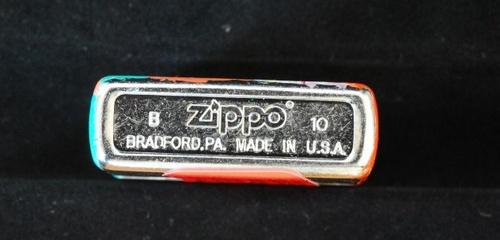 B Zippo® 10
BRADFORD, PA. MADE IN U.S.A.